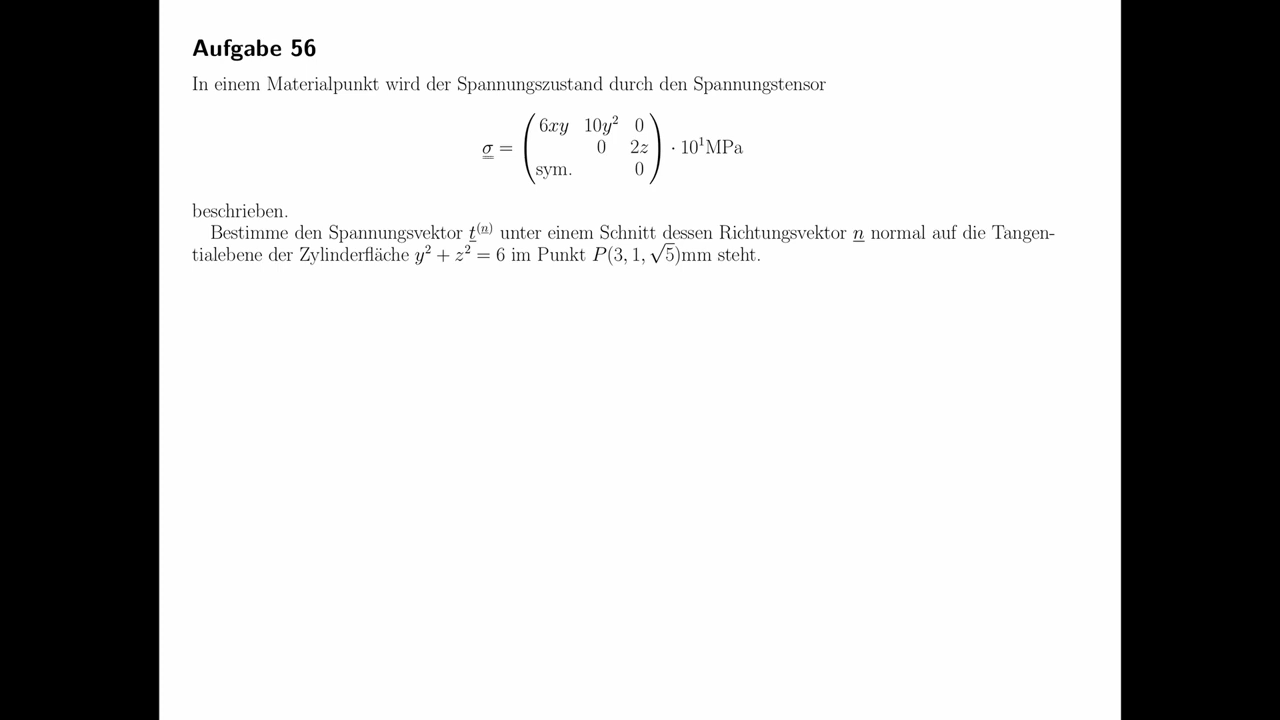 Aufgabe 56
In einem Materialpunkt wird der Spannungszustand durch den Spannungstensor
σ = ( 6xy 10y² 0
0 2z
sym. 0 ) · 10¹MPa
beschrieben.
Bestimme den Spannungsvektor t⁽ⁿ⁾ unter einem Schnitt dessen Richtungsvektor n normal auf die Tangen-
tialebene der Zylinderfläche y² + z² = 6 im Punkt P(3, 1, √5)mm steht.